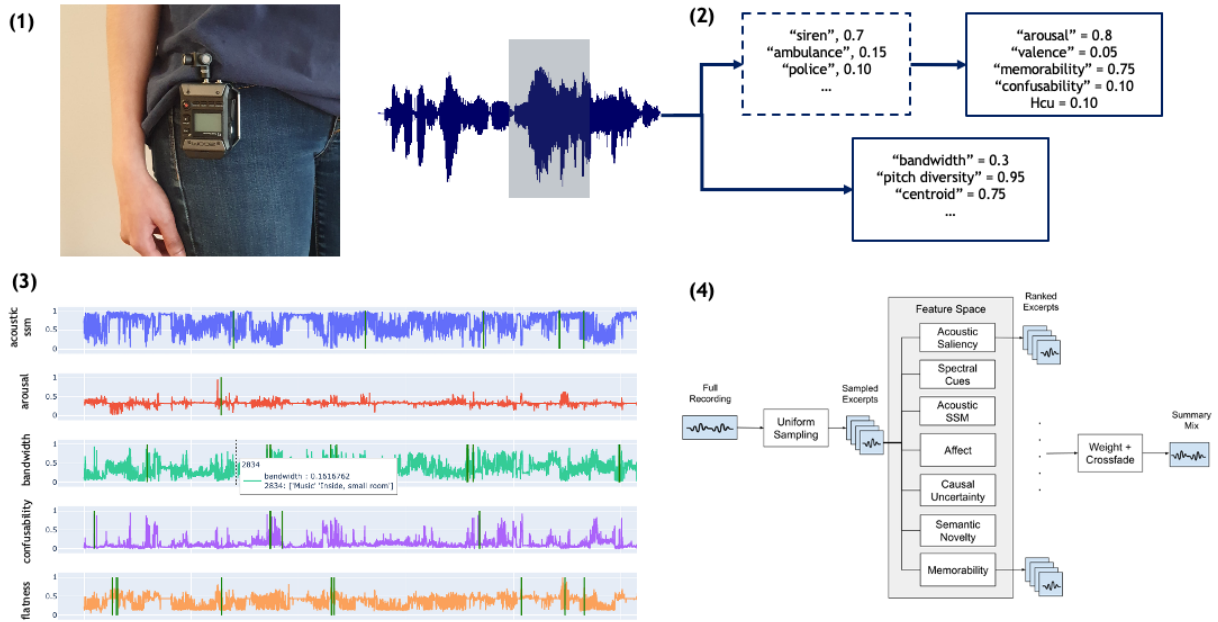 (1)
(2)
“siren”, 0.7
“ambulance”, 0.15
“police”, 0.10
...
“arousal” = 0.8
“valence” = 0.05
“memorability” = 0.75
“confusability” = 0.10
Hcu = 0.10
“bandwidth” = 0.3
“pitch diversity” = 0.95
“centroid” = 0.75
...
(3)
acoustic
ssm
1
0.5
0
arousal
1
0.5
0
bandwidth
1
0.5
0
2834
bandwidth : 0.1616762
2834: ['Music' 'Inside, small room']
confusability
1
0.5
0
flatness
1
0.5
0
(4)
Full
Recording
Uniform
Sampling
Sampled
Excerpts
Feature Space
Acoustic
Saliency
Spectral
Cues
Acoustic
SSM
Affect
Causal
Uncertainty
Semantic
Novelty
Memorability
Ranked
Excerpts
Weight +
Crossfade
Summary
Mix